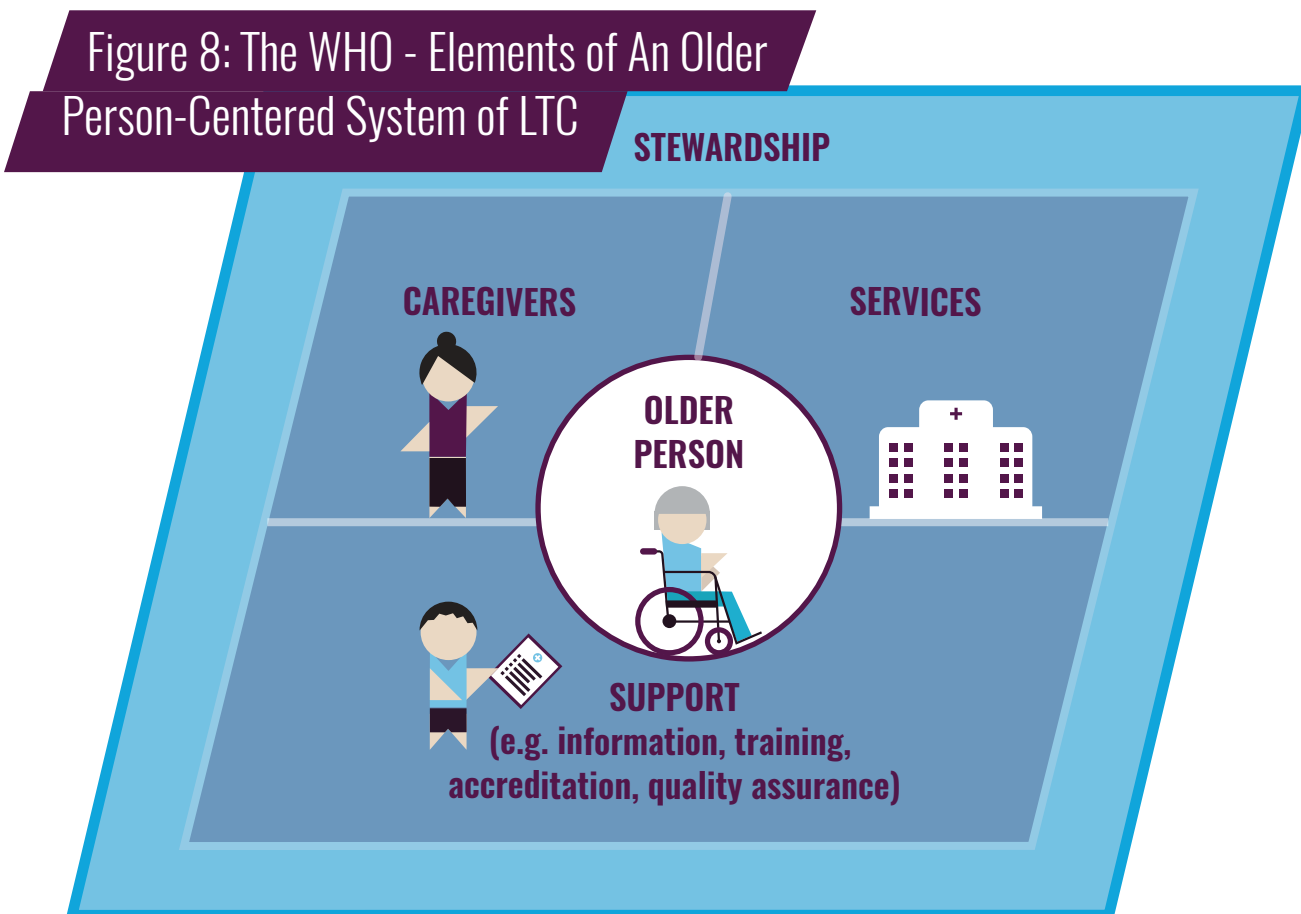 Figure 8: The WHO - Elements of An Older
Person-Centered System of LTC
STEWARDSHIP
CAREGIVERS
SERVICES
OLDER
PERSON
SUPPORT
(e.g. information, training,
accreditation, quality assurance)